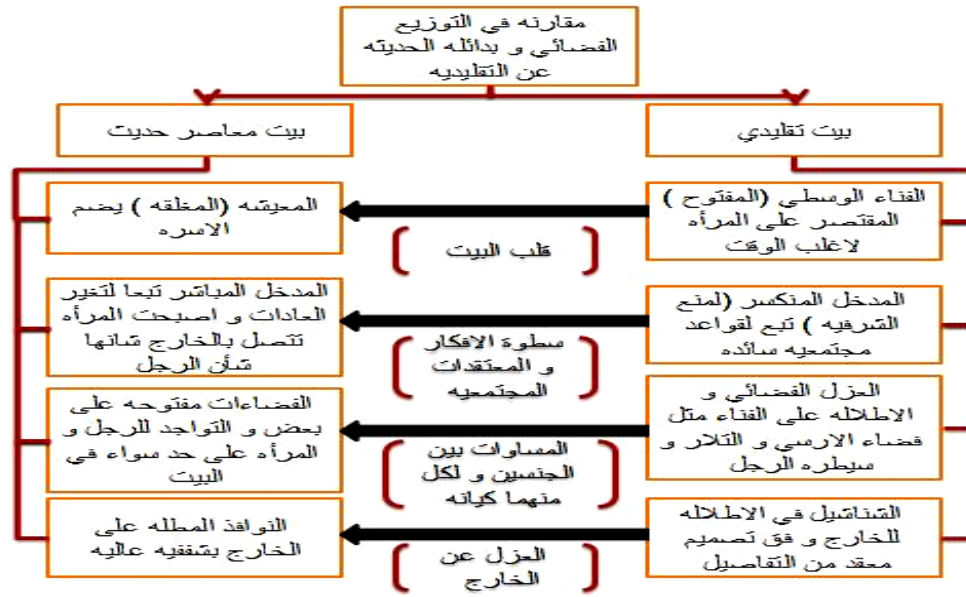 مقارنه في التوزيع
الفضائي و بدائله الحديثه
عن التقليديه
بيت تقليدي
بيت معاصر حديث
الفناء الوسطي (المفتوح )
المقتصر على المرأه
لاغلب الوقت
قلب البيت
المعيشه (المغلقه ) يضم
الاسره
المدخل المنكسر (لمنع
الشرفيه ) تبع لقواعد
مجتمعيه سائده
سطوة الافكار
و المعتقدات
المجتمعيه
المدخل المباشر تبعا لتغير
العادات و اصبحت المرأه
تتصل بالخارج شانها
شأن الرجل
العزل الفضائي و
الاطلاله على الفناء مثل
فضاء الارسي و التلار و
سيطره الرجل
المساوات بين
الجنسين و لكل
منهما كيانه
الفضاءات مفتوحه على
بعض و التواجد للرجل و
المرأه على حد سواء في
البيت
الشناشيل في الاطلاله
للخارج و فق تصميم
معقد من التفاصيل
العزل عن
الخارج
النوافذ المطله على
الخارج بشفقيه عاليه